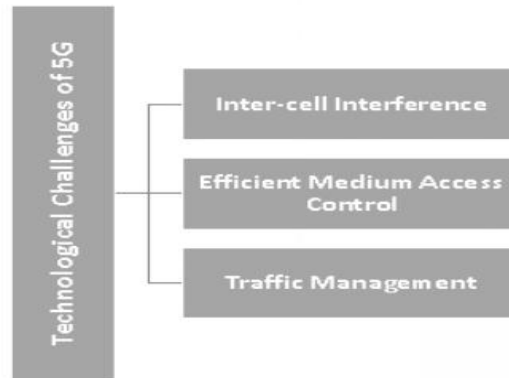 Technological Challenges of 5G
Inter-cell Interference
Efficient Medium Access
Control
Traffic Management